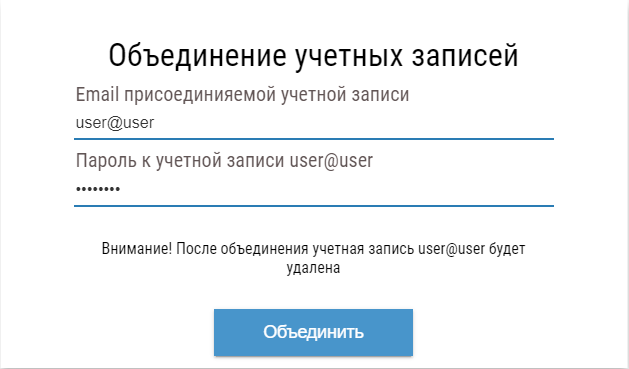 Объединение учетных записей
Email присоединияемой учетной записи
user@user
Пароль к учетной записи user@user
••••••••
Внимание! После объединения учетная запись user@user будет
удалена
Объединить